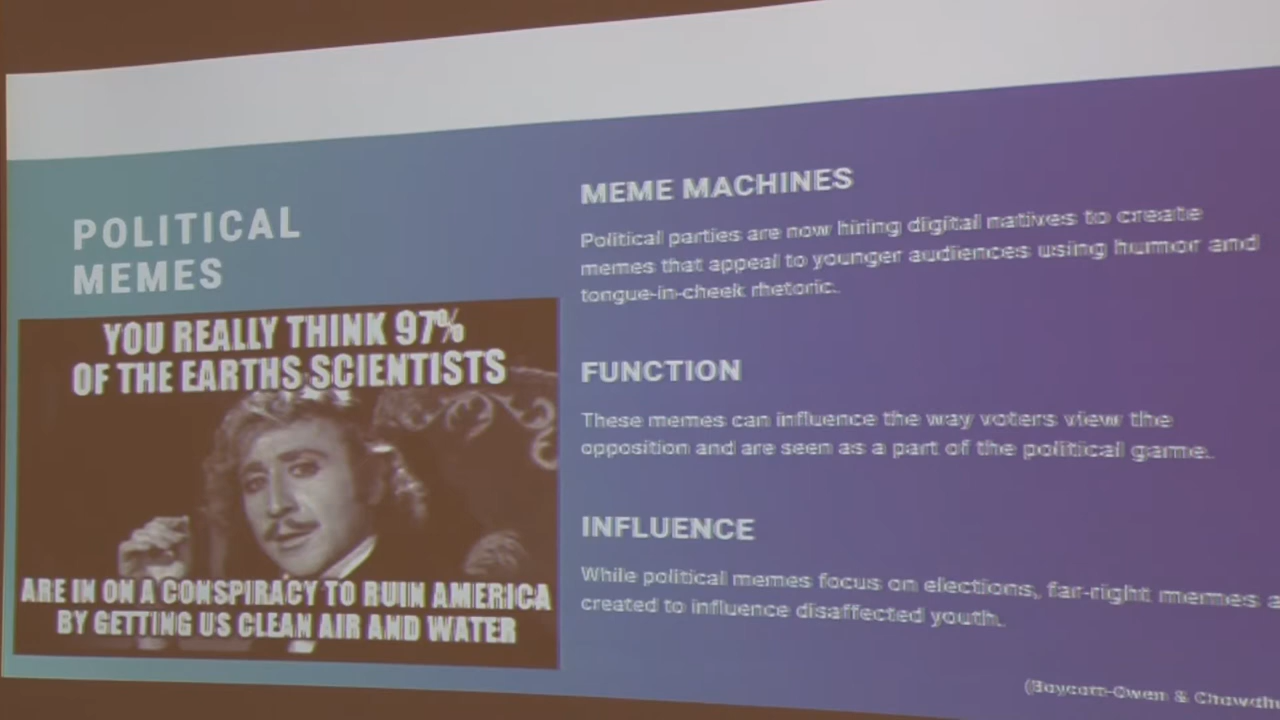 POLITICAL
MEMES
YOU REALLY THINK 97%
OF THE EARTHS SCIENTISTS
ARE IN ON A CONSPIRACY TO RUIN AMERICA
BY GETTING US CLEAN AIR AND WATER
MEME MACHINES
Political parties are now hiring digital natives to create
memes that appeal to younger audiences using humor and
tongue-in-cheek rhetoric.
FUNCTION
These memes can influence the way voters view the
opposition and are seen as a part of the political game.
INFLUENCE
While political memes focus on elections, far-right memes
created to influence disaffected youth.
(Boycott-Owen &